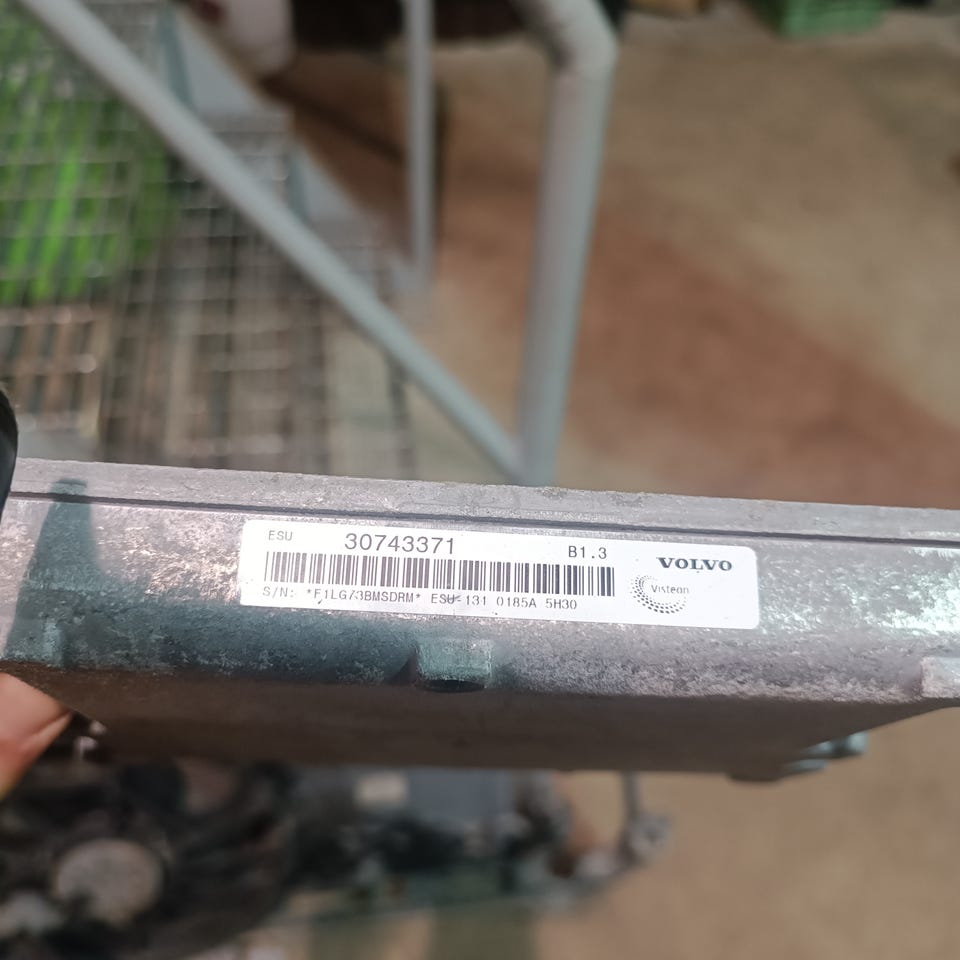 ESU 30743371 B1.3 VOLVO
S/N: *F1LG73BMSDRM* ESU-131 0185A 5H30
Visteon